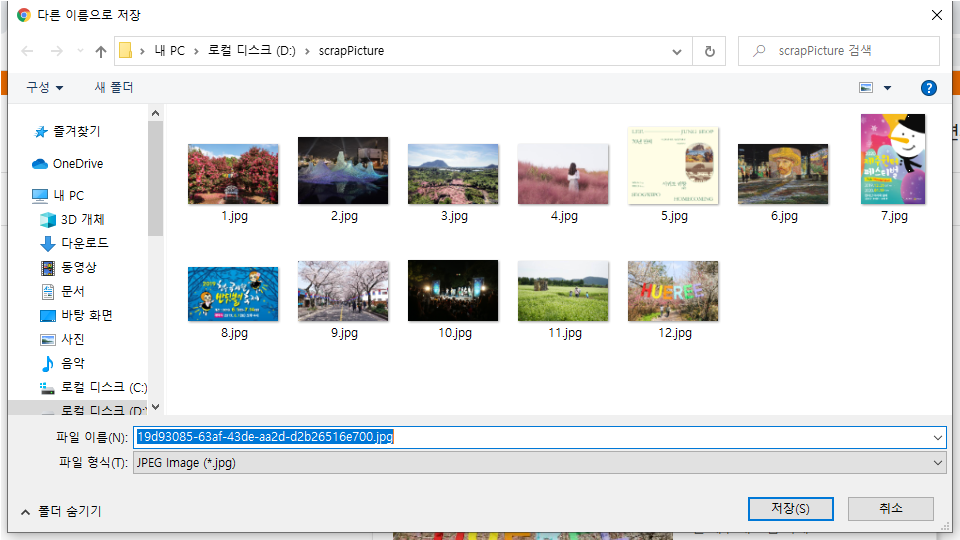 다른 이름으로 저장
내 PC
로컬 디스크 (D:)
scrapPicture
scrapPicture 검색
구성
새 폴더
즐겨찾기
OneDrive
내 PC
3D 개체
다운로드
동영상
문서
바탕 화면
사진
음악
로컬 디스크 (C:)
로컬 디스크 (D:)
1.jpg
2.jpg
3.jpg
4.jpg
5.jpg
6.jpg
7.jpg
HUEREE
8.jpg
9.jpg
10.jpg
11.jpg
12.jpg
파일 이름(N):
19d93085-63af-43de-aa2d-d2b26516e700.jpg
파일 형식(T):
JPEG Image (*.jpg)
폴더 숨기기
저장(S)
취소